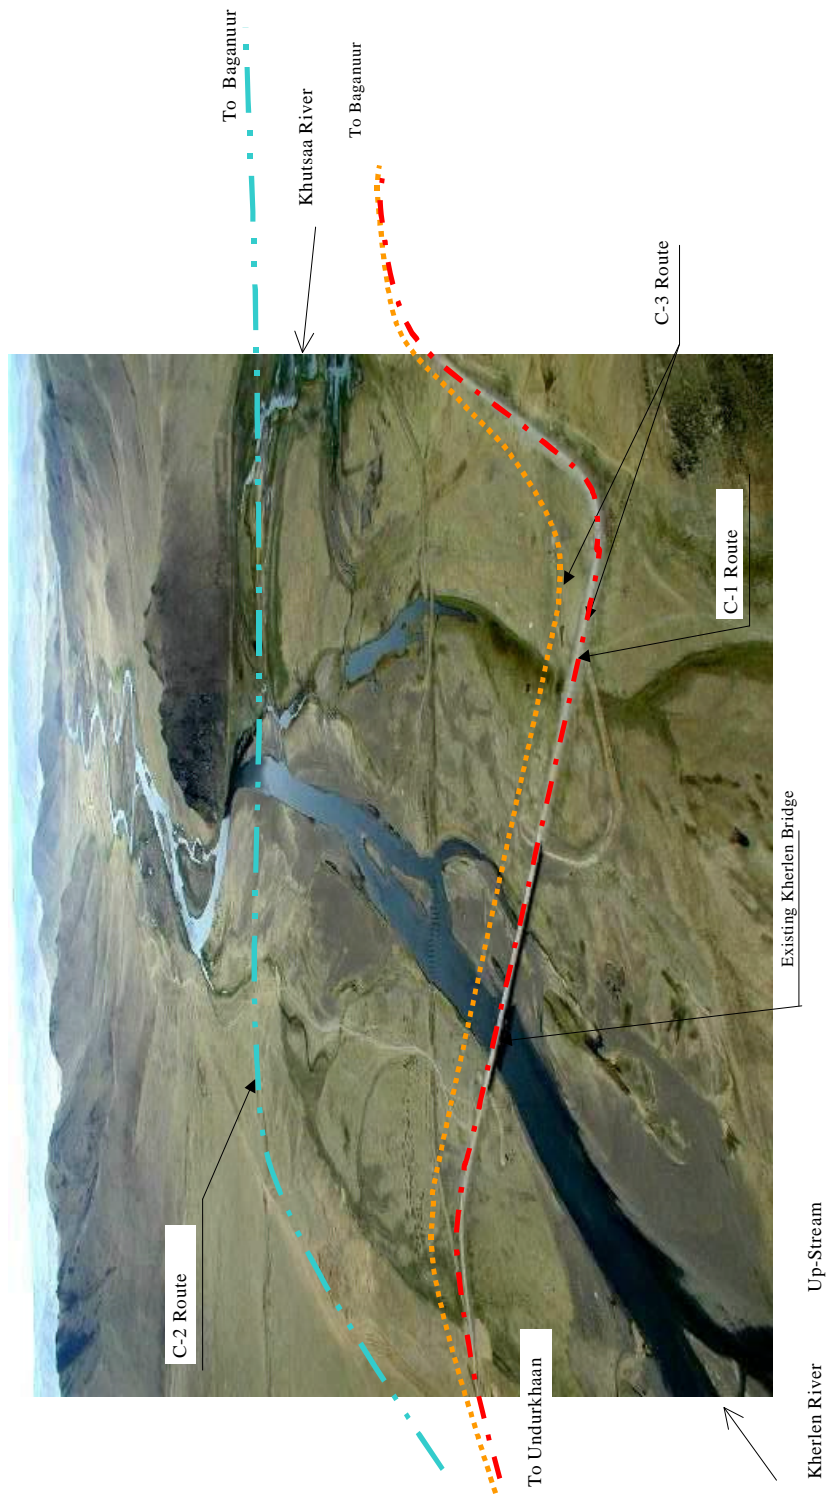 To Baganuur
To Baganuur
Khutsaa River
C-3 Route
C-1 Route
Existing Kherlen Bridge
C-2 Route
To Undurkhaan
Up-Stream
Kherlen River